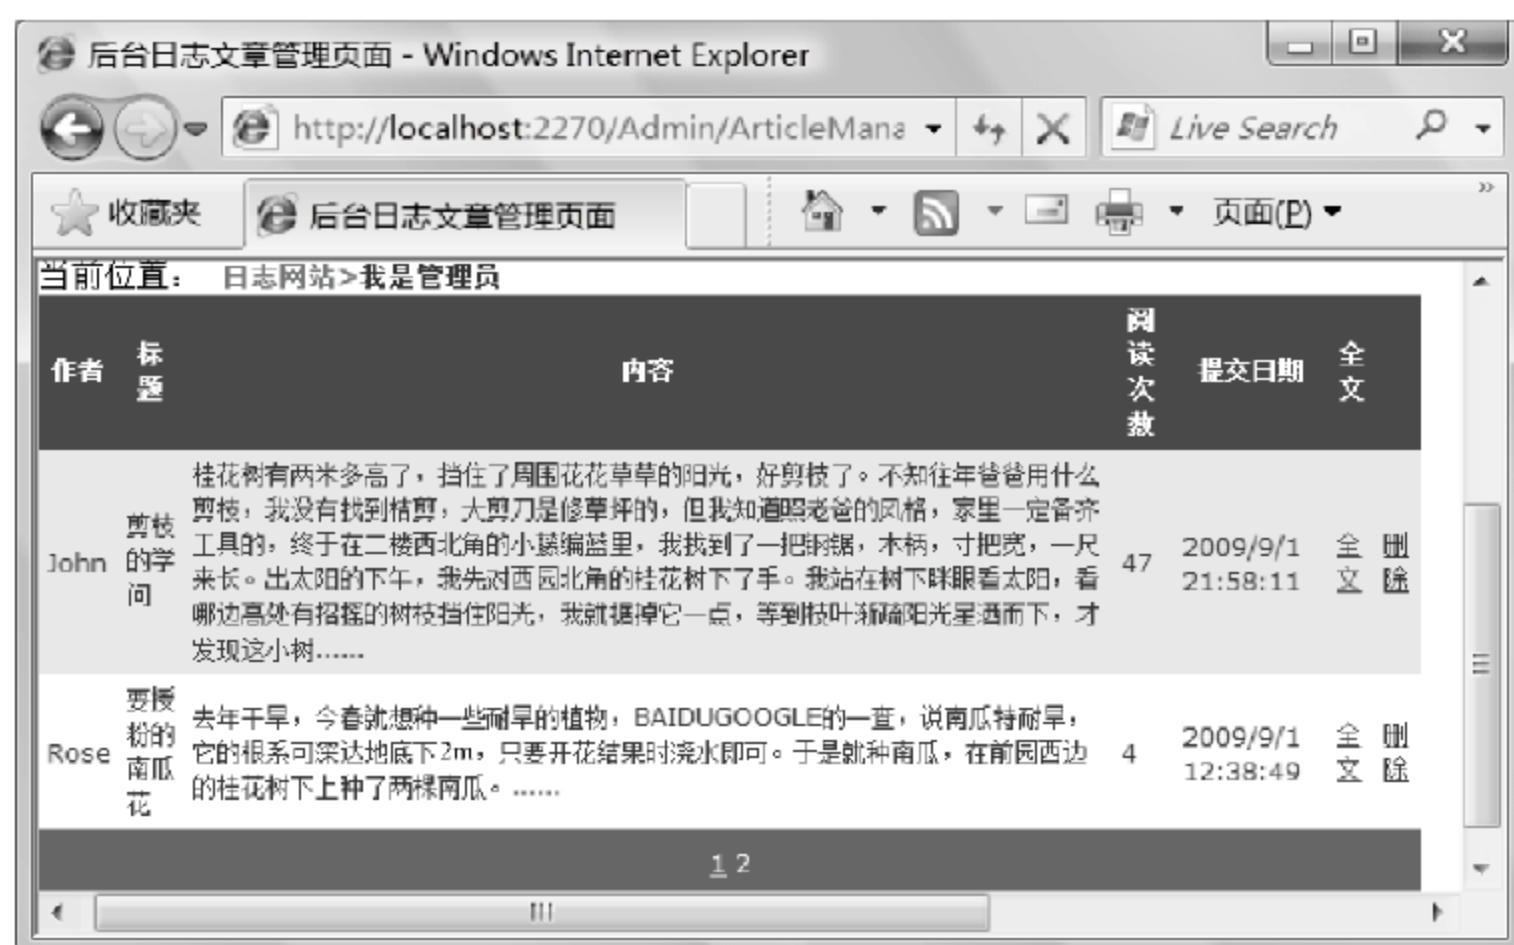 后台日志文章管理页面 - Windows Internet Explorer
http://localhost:2270/Admin/ArticleMana
Live Search
收藏夹
后台日志文章管理页面
页面(P)
当前位置： 日志网站>我是管理员
作者
标
题
内容
阅
读
次
数
提交日期
全
文
John
剪枝
的学
问
桂花树有两米多高了，挡住了周围花花草草的阳光，好剪枝了。不知往年爸爸用什么
剪枝，我没有找到枯剪，大剪刀是修草坪的，但我知道照老爸的风格，家里一定备齐
工具的，终于在二楼西北角的小藤编篮里，我找到了一把钢锯，木柄，寸把宽，一尺
来长。出太阳的下午，我先对西园北角的桂花树下了手。我站在树下眯眼看太阳，看
哪边高处有招摇的树枝挡住阳光，我就据掉它一点，等到枝叶渐疏阳光星洒而下，才
发现这小树……
47
2009/9/1
21:58:11
全
文
删
除
Rose
要授
粉的
南瓜
花
去年干旱，今春就想种一些耐旱的植物，BAIDUGOOGLE的一查，说南瓜特耐旱，
它的根系可深达地底下2m，只要开花结果时浇水即可。于是就种南瓜，在前园西边
的桂花树下上种了两棵南瓜。……
4
2009/9/1
12:38:49
全
文
删
除
1 2